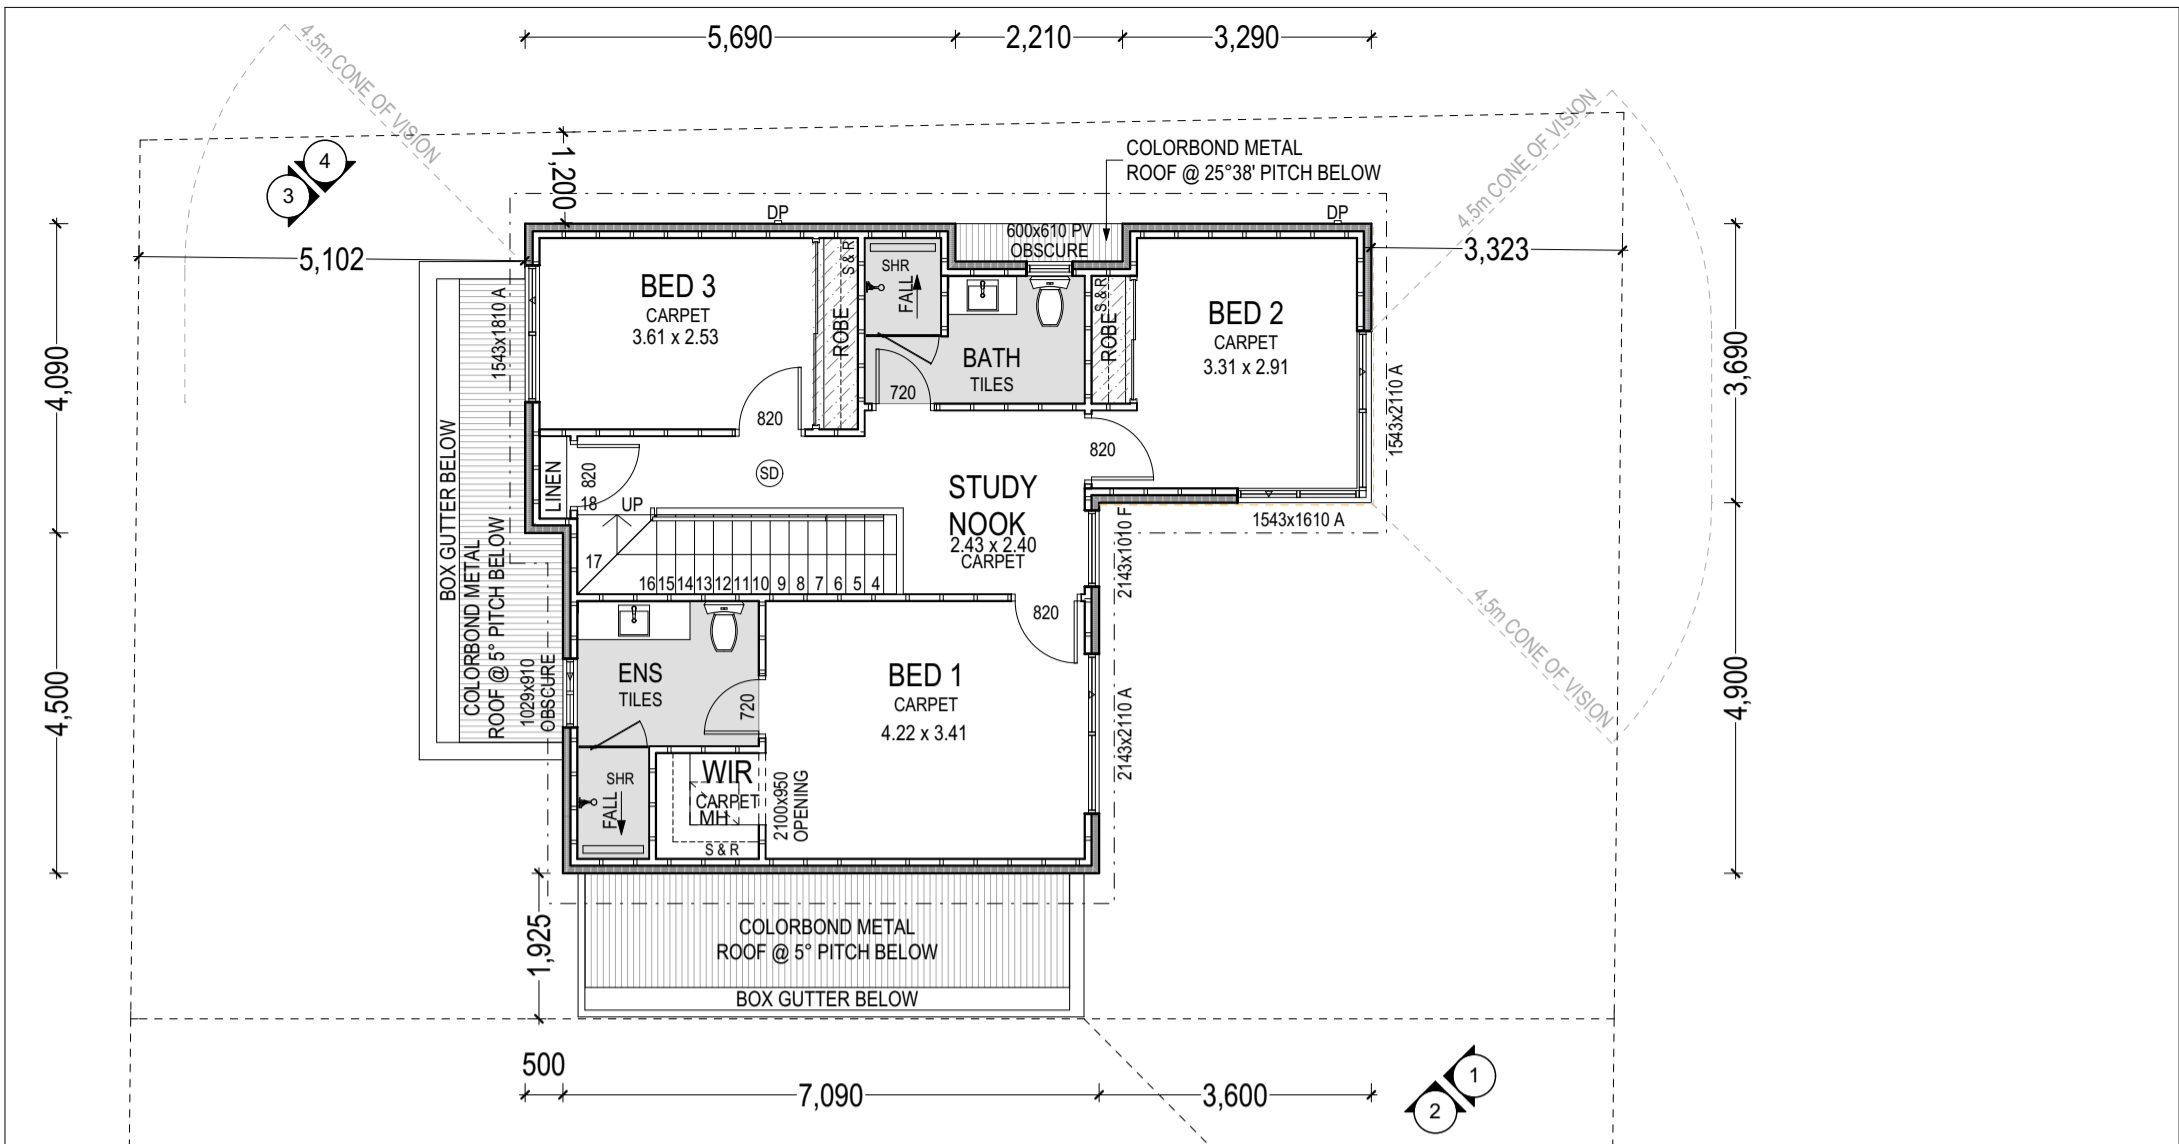 5,690
2,210
3,290
4.5m CONE OF VISION
4.5m CONE OF VISION
1,200
COLORBOND METAL
ROOF @ 25°38' PITCH BELOW
4
3
DP
DP
600x610 PV
OBSCURE
5,102
3,323
BED 3
CARPET
3.61 x 2.53
S & R
ROBE
SHR
FALL
S & R
ROBE
BED 2
CARPET
3.31 x 2.91
1543x1810 A
BATH
TILES
720
4,090
3,690
1543x2110 A
820
820
BOX GUTTER BELOW
LINEN
820
SD
18
UP
STUDY
NOOK
2.43 x 2.40
CARPET
1543x1610 A
2143x1010 F
COLORBOND METAL
ROOF @ 5° PITCH BELOW
17
16
15
14
13
12
11
10
9
8
7
6
5
4
820
4.5m CONE OF VISION
ENS
TILES
1029x910
OBSCURE
720
BED 1
CARPET
4.22 x 3.41
2143x2110 A
4,500
4,900
SHR
FALL
WIR
CARPET
MH
S & R
2100x950
OPENING
1,925
COLORBOND METAL
ROOF @ 5° PITCH BELOW
BOX GUTTER BELOW
500
7,090
3,600
1
2